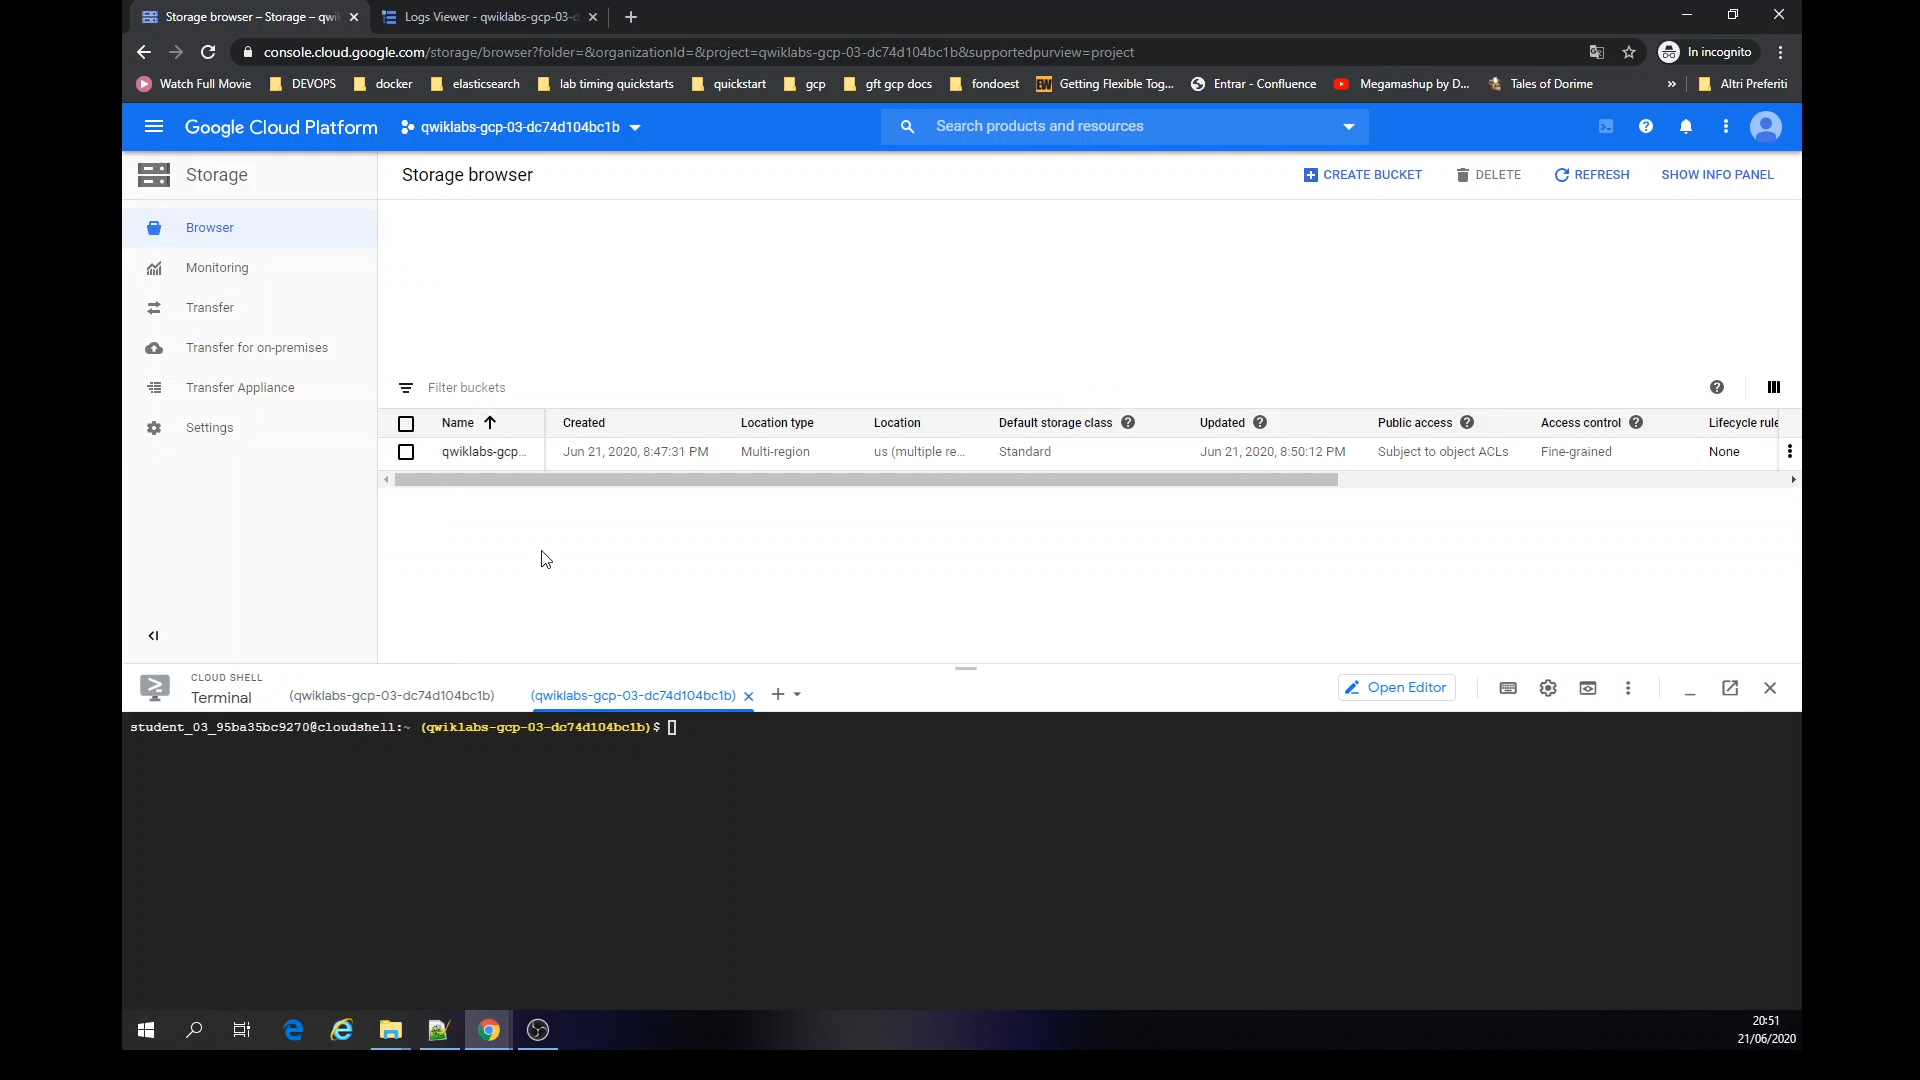 Storage browser – Storage – qwi
Logs Viewer - qwiklabs-gcp-03-d
console.cloud.google.com/storage/browser?folder=&organizationId=&project=qwiklabs-gcp-03-dc74d104bc1b&supportedpurview=project
In incognito
Watch Full Movie
DEVOPS
docker
elasticsearch
lab timing quickstarts
quickstart
gcp
gft gcp docs
fondoest
EW
Getting Flexible Tog...
Entrar - Confluence
Megamashup by D...
Tales of Dorime
»
Altri Preferiti
Google Cloud Platform
qwiklabs-gcp-03-dc74d104bc1b
Search products and resources
Storage
Storage browser
CREATE BUCKET
DELETE
REFRESH
SHOW INFO PANEL
Browser
Monitoring
Transfer
Transfer for on-premises
Transfer Appliance
Settings
Filter buckets
Name
Created
Location type
Location
Default storage class
Updated
Public access
Access control
Lifecycle rule
qwiklabs-gcp...
Jun 21, 2020, 8:47:31 PM
Multi-region
us (multiple re...
Standard
Jun 21, 2020, 8:50:12 PM
Subject to object ACLs
Fine-grained
None
CLOUD SHELL
Terminal
(qwiklabs-gcp-03-dc74d104bc1b)
(qwiklabs-gcp-03-dc74d104bc1b)
Open Editor
student_03_95ba35bc9270@cloudshell:~ (qwiklabs-gcp-03-dc74d104bc1b)$
20:51
21/06/2020